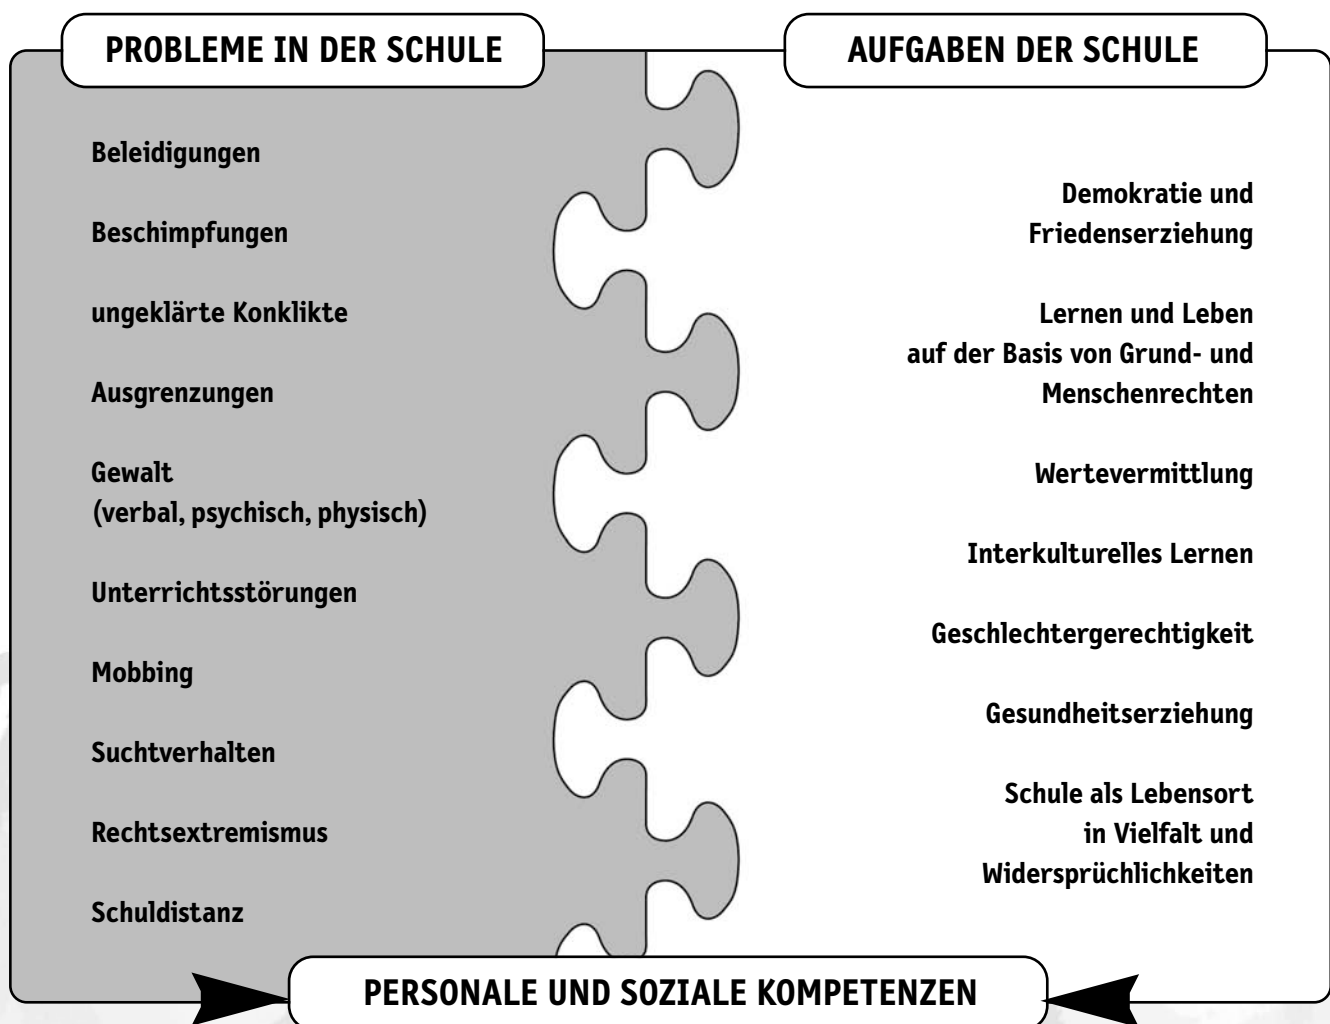 PROBLEME IN DER SCHULE
Beleidigungen
Beschimpfungen
ungeklärte Konklikte
Ausgrenzungen
Gewalt
(verbal, psychisch, physisch)
Unterrichtsstörungen
Mobbing
Suchtverhalten
Rechtsextremismus
Schuldistanz
AUFGABEN DER SCHULE
Demokratie und
Friedenserziehung
Lernen und Leben
auf der Basis von Grund- und
Menschenrechten
Wertevermittlung
Interkulturelles Lernen
Geschlechtergerechtigkeit
Gesundheitserziehung
Schule als Lebensort
in Vielfalt und
Widersprüchlichkeiten
PERSONALE UND SOZIALE KOMPETENZEN